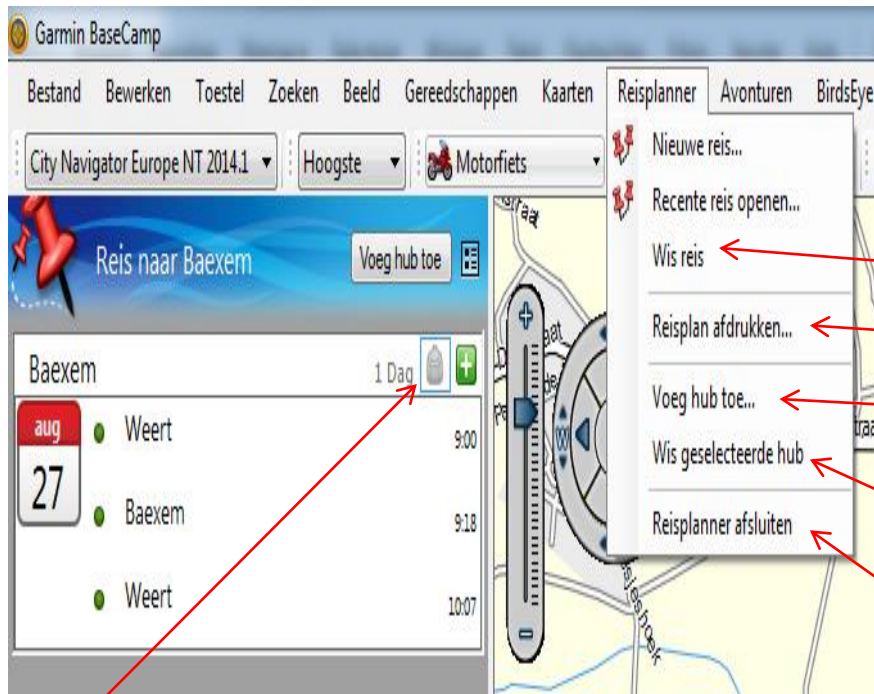 Garmin BaseCamp
Bestand Bewerken Toestel Zoeken Beeld Gereedschappen Kaarten Reisplanner Avonturen BirdsEye
City Navigator Europe NT 2014.1 Hoogste Motorfiets
Nieuwe reis...
Recente reis openen...
Wis reis
Reisplan afdrukken...
Voeg hub toe...
Wis geselecteerde hub
Reisplanner afsluiten
Reis naar Baexem Voeg hub toe
Baexem 1 Dag
aug
27
Weert 9:00
Baexem 9:18
Weert 10:07
W